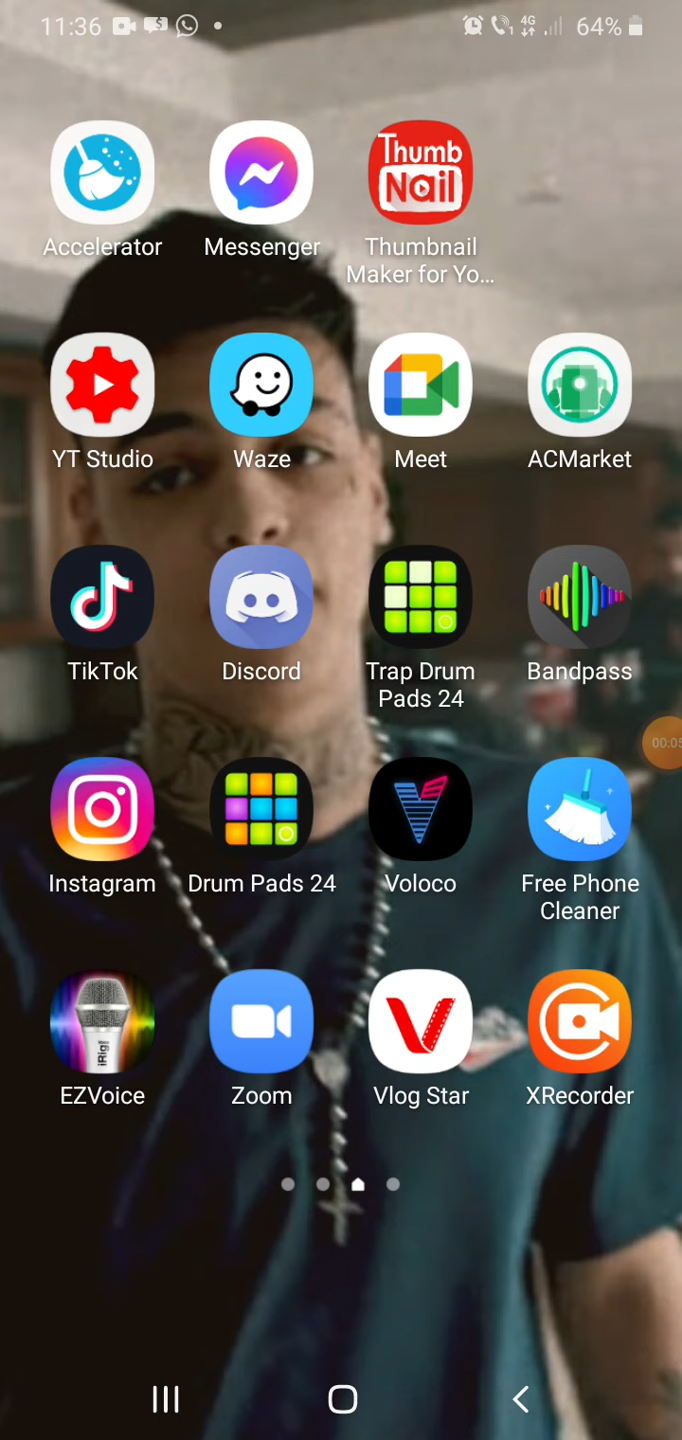 11:36 64%
4G
Thumb
Nail
Accelerator Messenger Thumbnail
Maker for Yo...
YT Studio Waze Meet ACMarket
TikTok Discord Trap Drum Bandpass
Pads 24
00:05
Instagram Drum Pads 24 Voloco Free Phone
Cleaner
iRig
EZVoice Zoom Vlog Star XRecorder